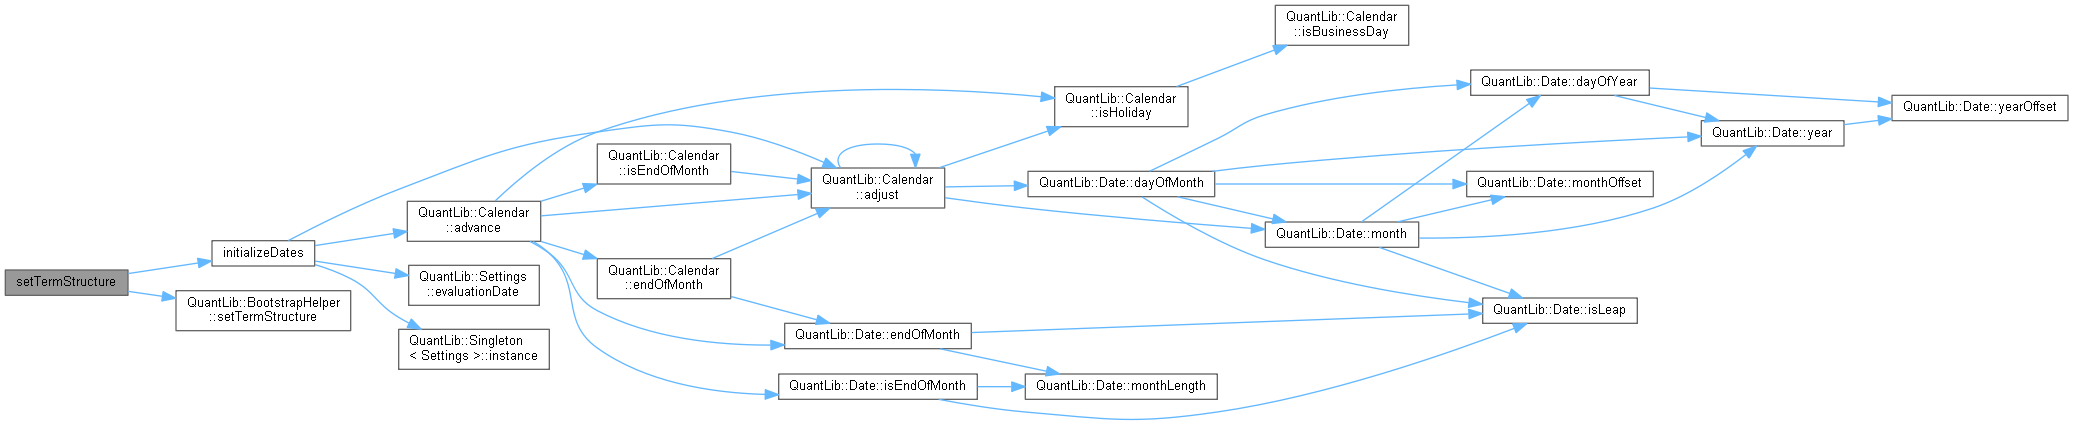 setTermStructure
initializeDates
QuantLib::BootstrapHelper
::setTermStructure
QuantLib::Calendar
::advance
QuantLib::Settings
::evaluationDate
QuantLib::Singleton
< Settings >::instance
QuantLib::Calendar
::isEndOfMonth
QuantLib::Calendar
::endOfMonth
QuantLib::Calendar
::adjust
QuantLib::Date::endOfMonth
QuantLib::Date::isEndOfMonth
QuantLib::Calendar
::isHoliday
QuantLib::Date::dayOfMonth
QuantLib::Date::monthLength
QuantLib::Calendar
::isBusinessDay
QuantLib::Date::month
QuantLib::Date::dayOfYear
QuantLib::Date::monthOffset
QuantLib::Date::isLeap
QuantLib::Date::year
QuantLib::Date::yearOffset